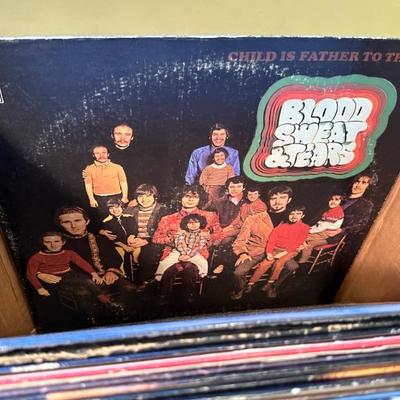 CHILD IS FATHER TO TH
BLOOD
SWEAT
& TEARS